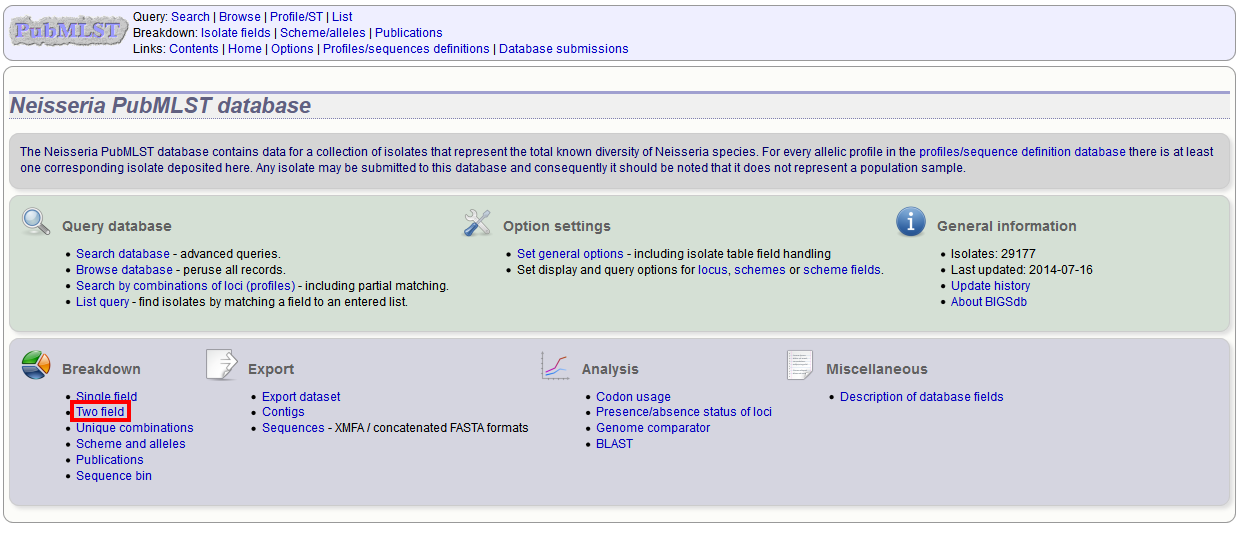 PubMLST
Query: Search | Browse | Profile/ST | List
Breakdown: Isolate fields | Scheme/alleles | Publications
Links: Contents | Home | Options | Profiles/sequences definitions | Database submissions
Neisseria PubMLST database
The Neisseria PubMLST database contains data for a collection of isolates that represent the total known diversity of Neisseria species. For every allelic profile in the profiles/sequence definition database there is at least
one corresponding isolate deposited here. Any isolate may be submitted to this database and consequently it should be noted that it does not represent a population sample.
Query database
• Search database - advanced queries.
• Browse database - peruse all records.
• Search by combinations of loci (profiles) - including partial matching.
• List query - find isolates by matching a field to an entered list.
Option settings
• Set general options - including isolate table field handling
• Set display and query options for locus, schemes or scheme fields.
General information
• Isolates: 29177
• Last updated: 2014-07-16
• Update history
• About BIGSdb
Breakdown
• Single field
• Two field
• Unique combinations
• Scheme and alleles
• Publications
• Sequence bin
Export
• Export dataset
• Contigs
• Sequences - XMFA / concatenated FASTA formats
Analysis
• Codon usage
• Presence/absence status of loci
• Genome comparator
• BLAST
Miscellaneous
• Description of database fields